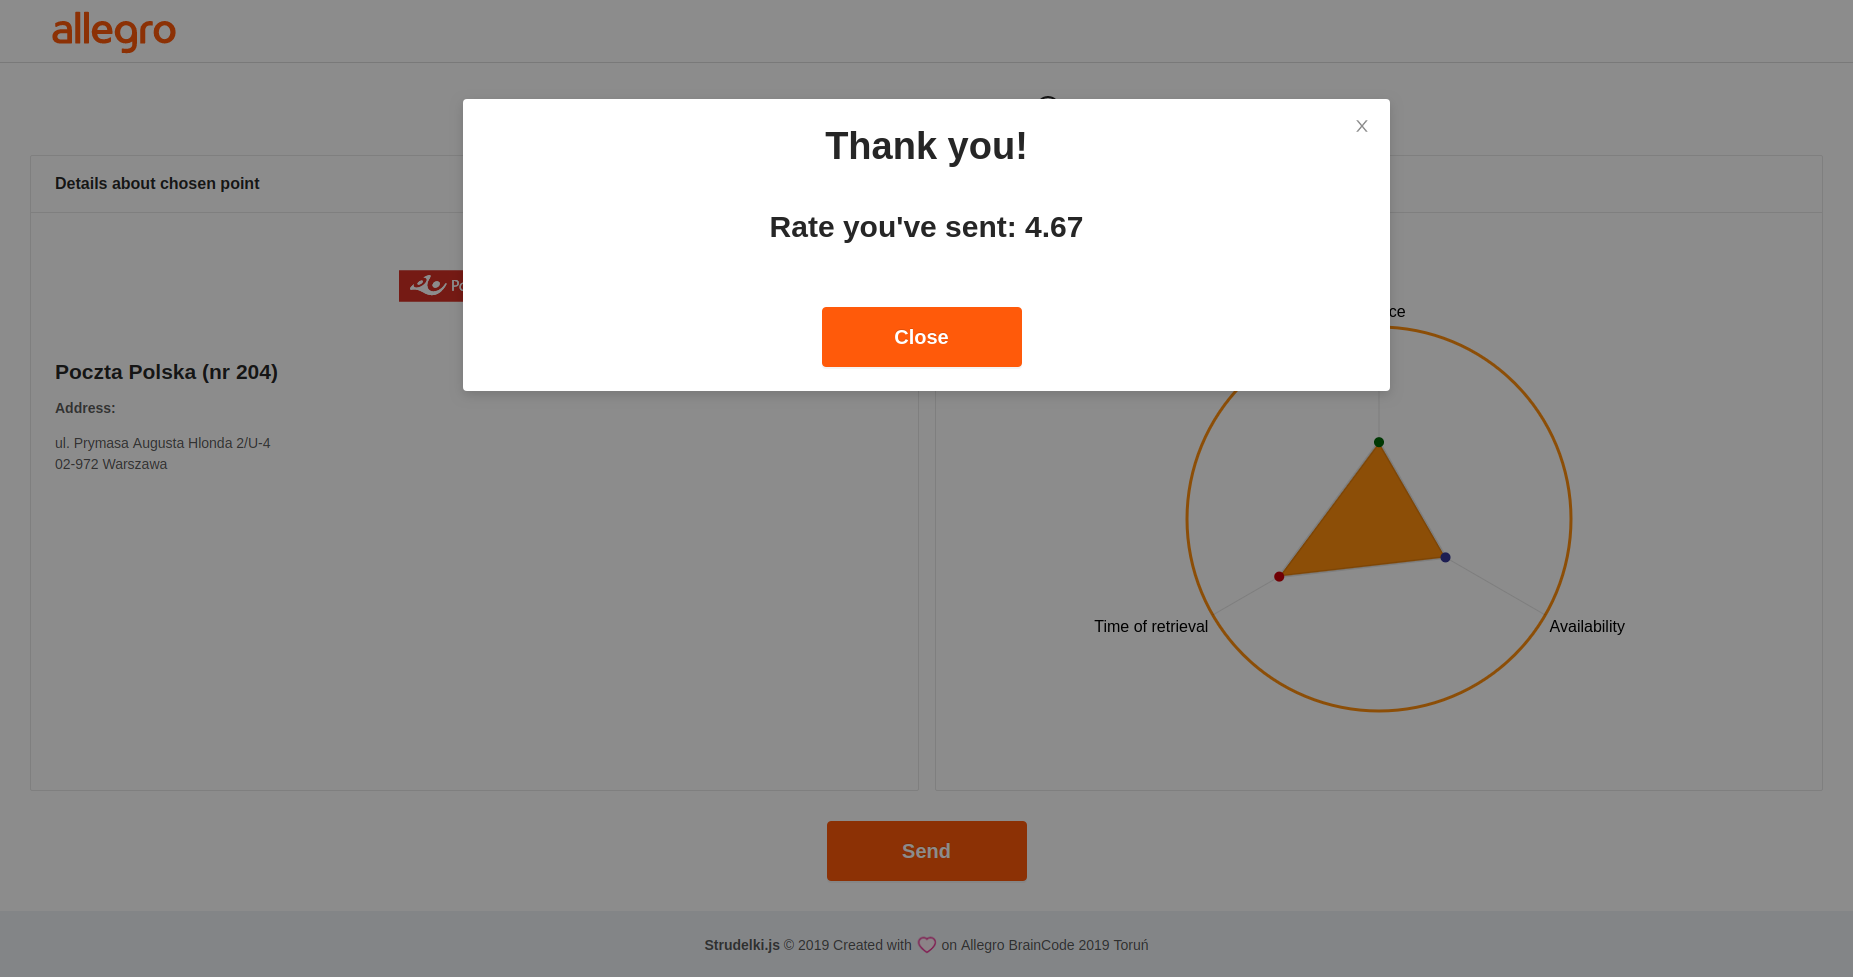 allegro
Thank you!
Details about chosen point
Rate you've sent: 4.67
Close
Poczta Polska (nr 204)
Address:
ul. Prymasa Augusta Hlonda 2/U-4
02-972 Warszawa
Time of retrieval
Availability
Send
Strudelki.js © 2019 Created with on Allegro BrainCode 2019 Toruń